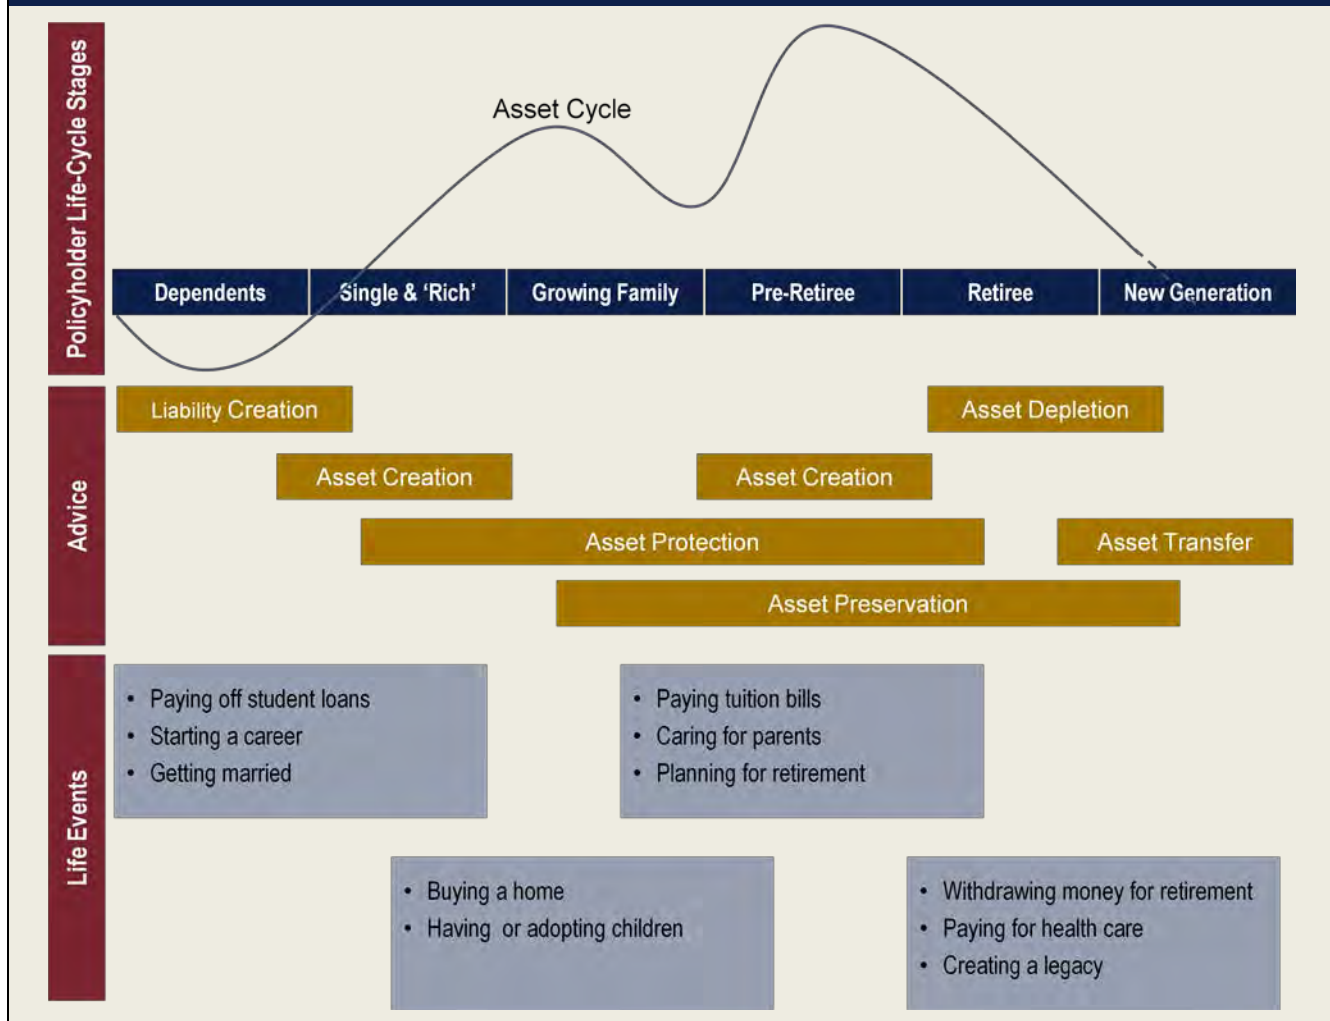 Policyholder Life-Cycle Stages
Asset Cycle
Dependents
Single & ‘Rich’
Growing Family
Pre-Retiree
Retiree
New Generation
Advice
Liability Creation
Asset Depletion
Asset Creation
Asset Creation
Asset Protection
Asset Transfer
Asset Preservation
Life Events
• Paying off student loans
• Starting a career
• Getting married
• Paying tuition bills
• Caring for parents
• Planning for retirement
• Buying a home
• Having or adopting children
• Withdrawing money for retirement
• Paying for health care
• Creating a legacy